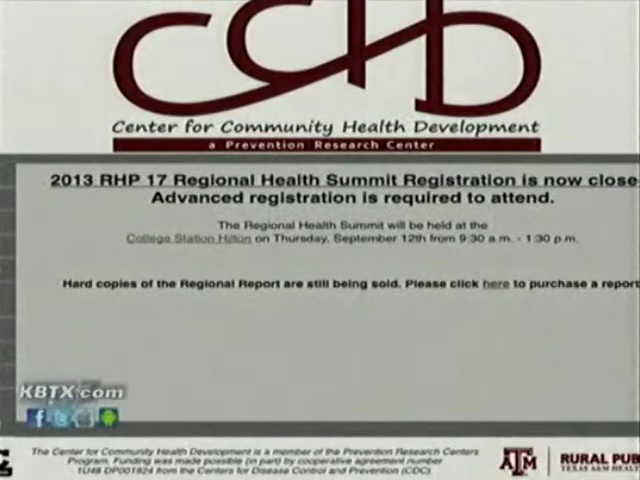 CCHD
Center for Community Health Development
a Prevention Research Center
2013 RHP 17 Regional Health Summit Registration is now close
Advanced registration is required to attend.
The Regional Health Summit will be held at the
College Station Hilton on Thursday, September 12th from 9:30 a.m. - 1:30 p.m.
Hard copies of the Regional Report are still being sold. Please click here to purchase a report
KBTX.com
The Center for Community Health Development is a member of the Prevention Research Centers
Program. Funding was made possible (in part) by cooperative agreement number
1U48 DP001924 from the Centers for Disease Control and Prevention (CDC).
ATM
RURAL PUB
TEXAS A&M HEALT